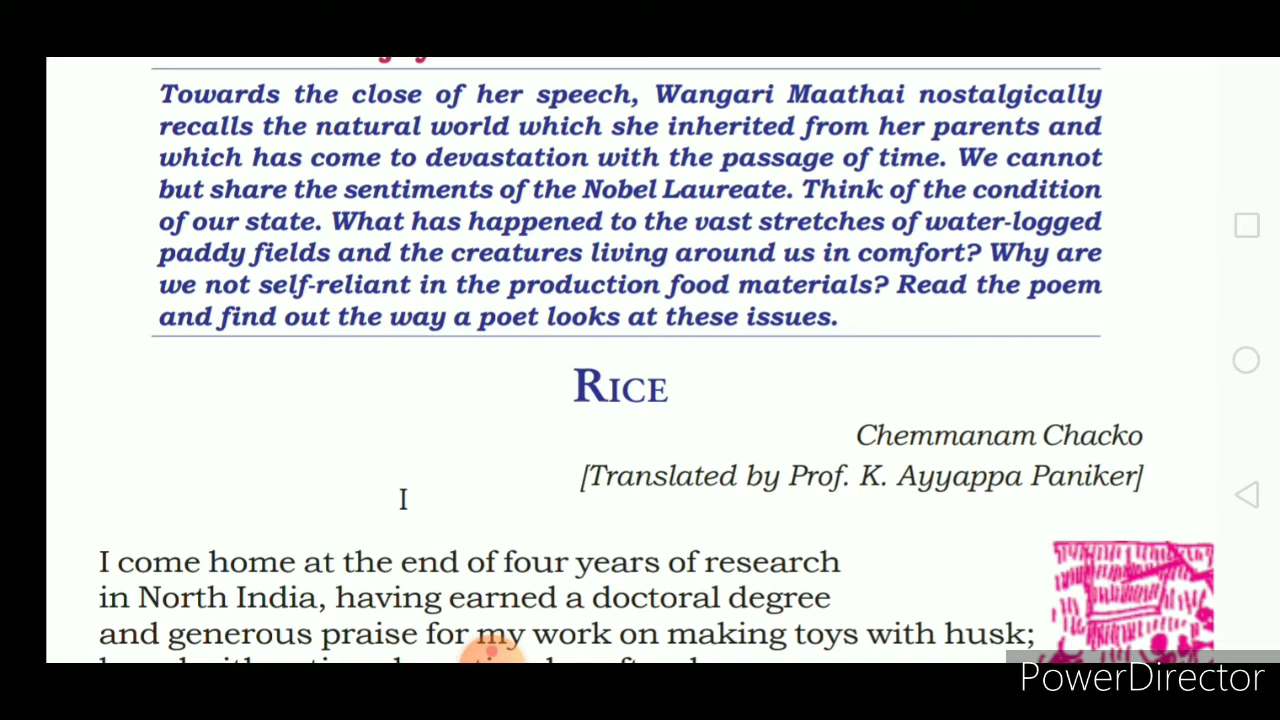 Towards the close of her speech, Wangari Maathai nostalgically
recalls the natural world which she inherited from her parents and
which has come to devastation with the passage of time. We cannot
but share the sentiments of the Nobel Laureate. Think of the condition
of our state. What has happened to the vast stretches of water-logged
paddy fields and the creatures living around us in comfort? Why are
we not self-reliant in the production food materials? Read the poem
and find out the way a poet looks at these issues.
RICE
Chemmanam Chacko
[Translated by Prof. K. Ayyappa Paniker]
I
I come home at the end of four years of research
in North India, having earned a doctoral degree
and generous praise for my work on making toys with husk;
PowerDirector